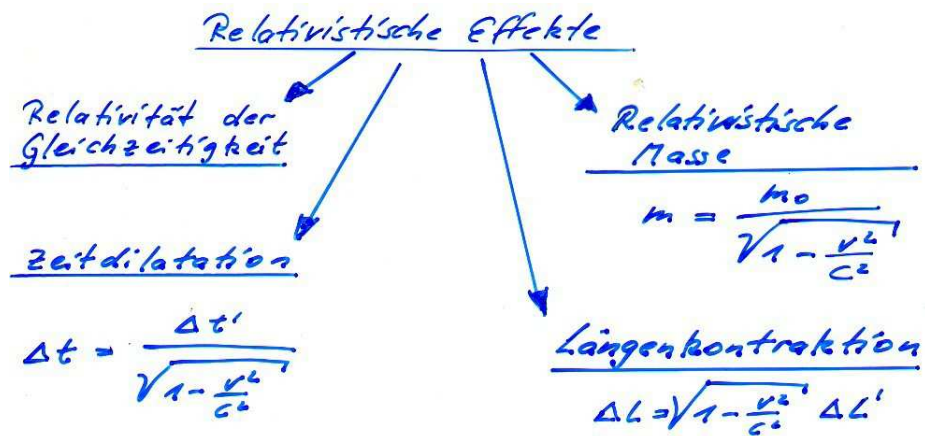 Relativistische Effekte
Relativität der
Gleichzeitigkeit
Relativistische
Masse
m = m₀ / √(1 - v²/c²)
Zeitdilatation
Δt = Δt' / √(1 - v²/c²)
Längenkontraktion
ΔL = √(1 - v²/c²) ΔL'